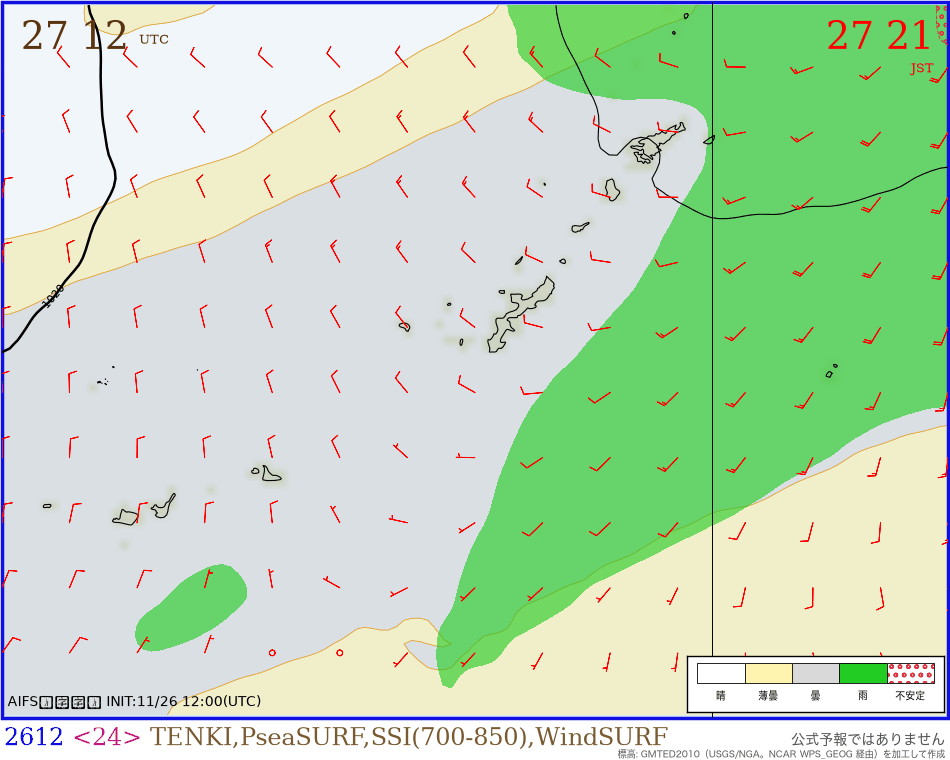 27 12 UTC
27 21
JST
1020
AIFS INIT:11/26 12:00(UTC)
晴 薄曇 曇 雨 不安定
2612 <24> TENKI,PseaSURF,SSI(700-850),WindSURF
公式予報ではありません
標高: GMTED2010（USGS/NGA。NCAR WPS_GEOG 経由）を加工して作成